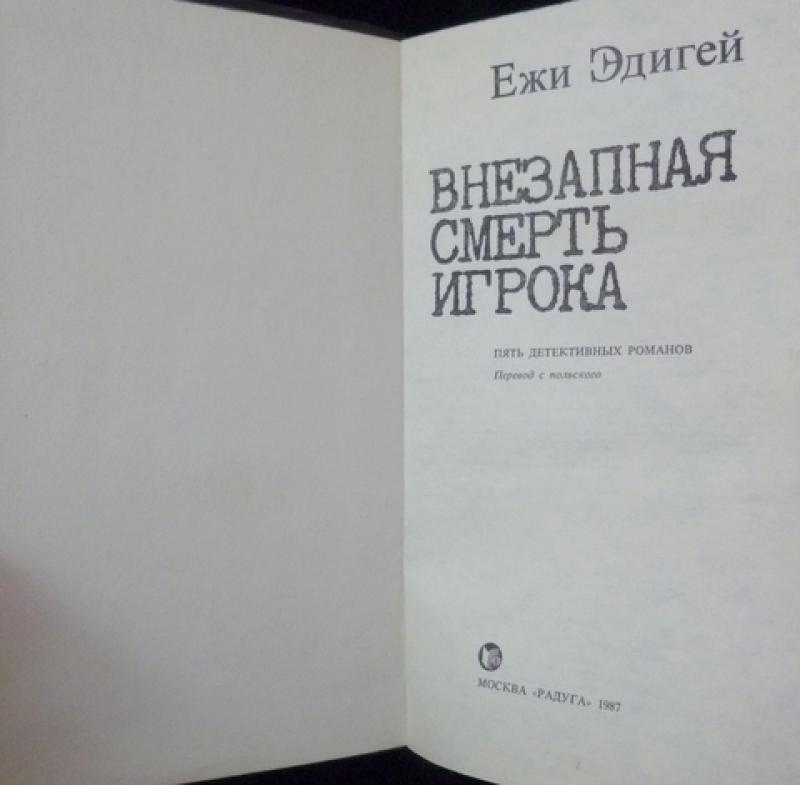 Ежи Эдигей
ВНЕЗАПНАЯ
СМЕРТЬ
ИГРОКА
ПЯТЬ ДЕТЕКТИВНЫХ РОМАНОВ
Перевод с польского
МОСКВА «РАДУГА» 1987